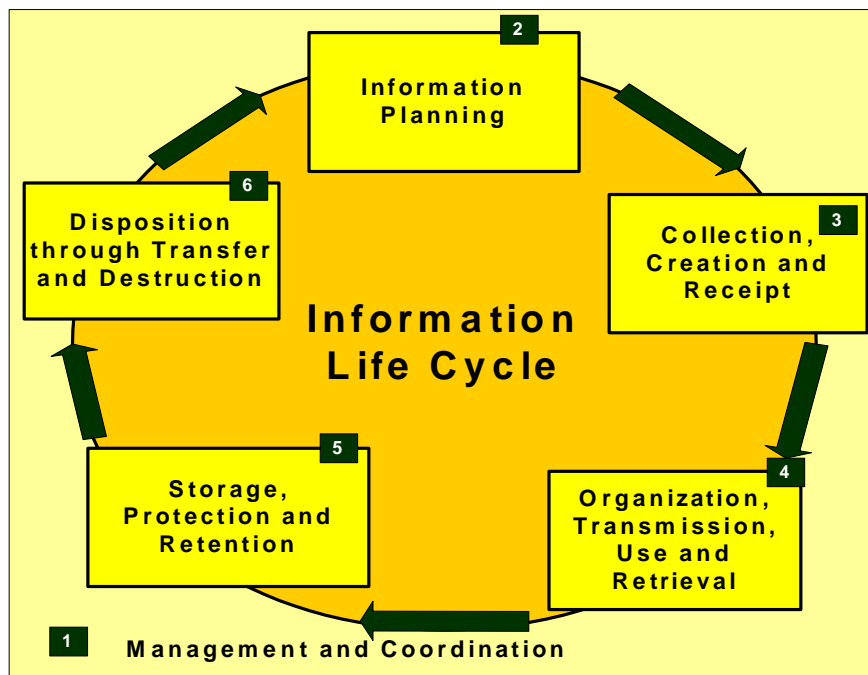 2
Information
Planning
3
Collection,
Creation and
Receipt
4
Organization,
Transmission,
Use and
Retrieval
5
Storage,
Protection and
Retention
6
Disposition
through Transfer
and Destruction
Information
Life Cycle
1
Management and Coordination